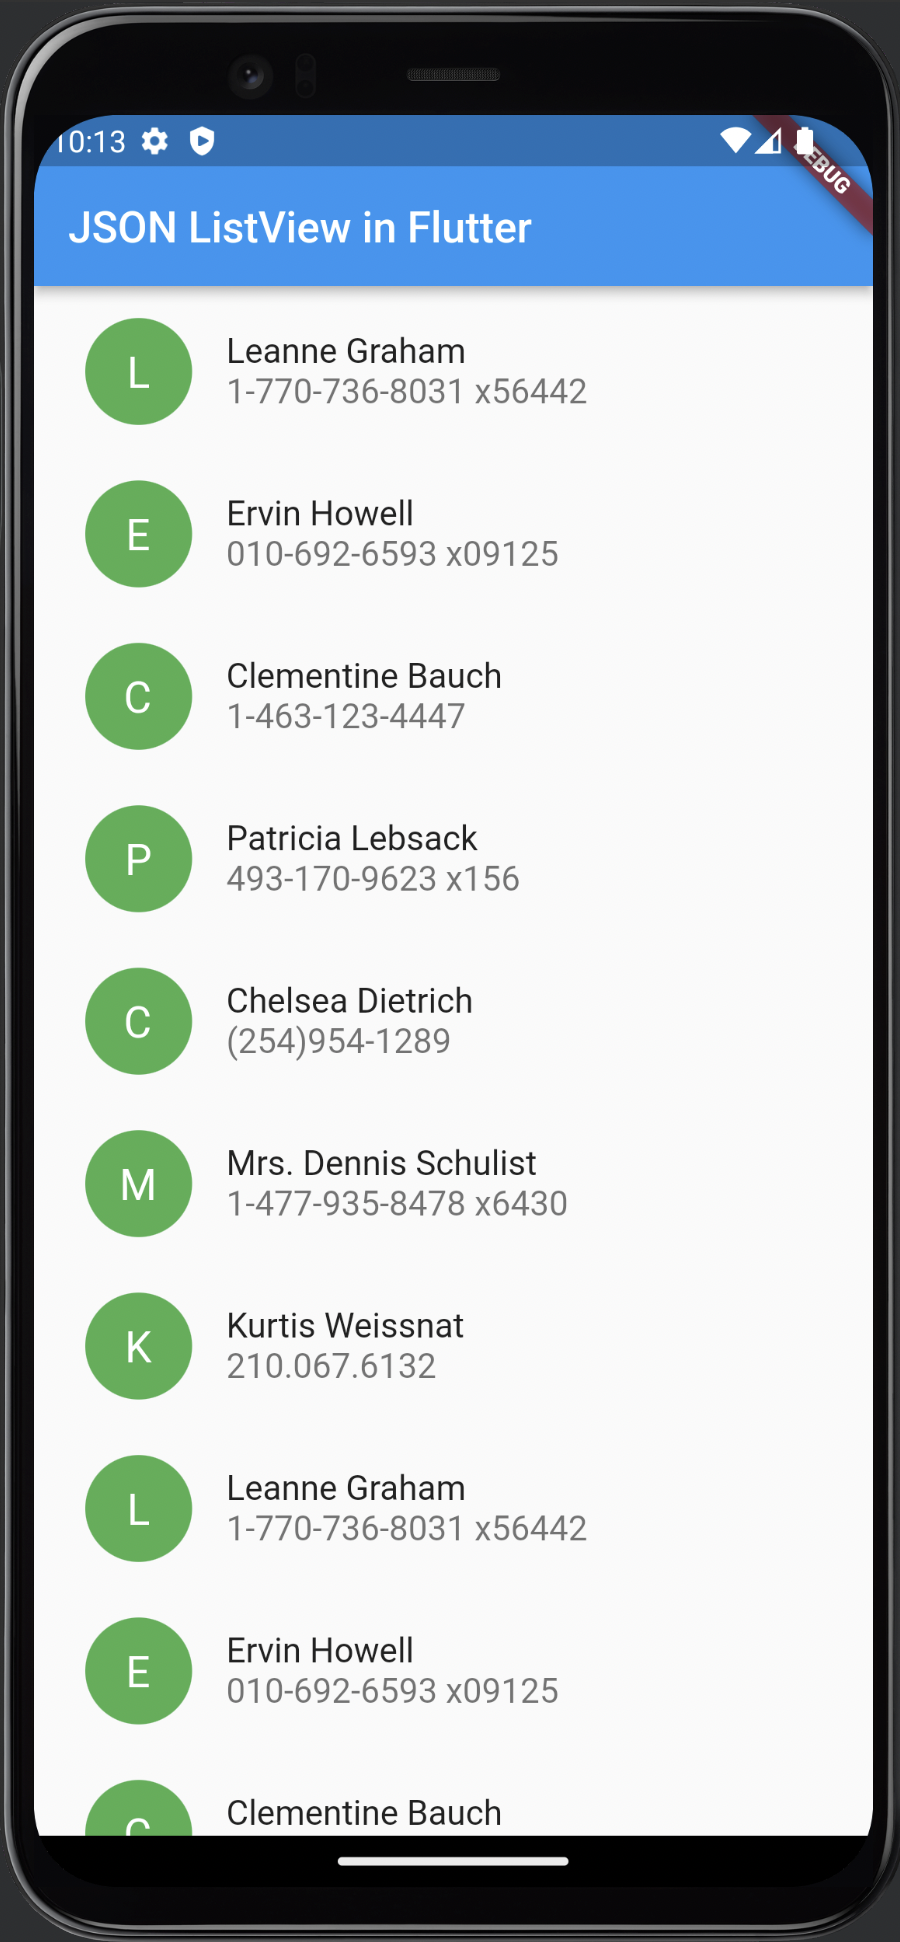 10:13
DEBUG
JSON ListView in Flutter
L
Leanne Graham
1-770-736-8031 x56442
E
Ervin Howell
010-692-6593 x09125
C
Clementine Bauch
1-463-123-4447
P
Patricia Lebsack
493-170-9623 x156
C
Chelsea Dietrich
(254)954-1289
M
Mrs. Dennis Schulist
1-477-935-8478 x6430
K
Kurtis Weissnat
210.067.6132
L
Leanne Graham
1-770-736-8031 x56442
E
Ervin Howell
010-692-6593 x09125
C
Clementine Bauch